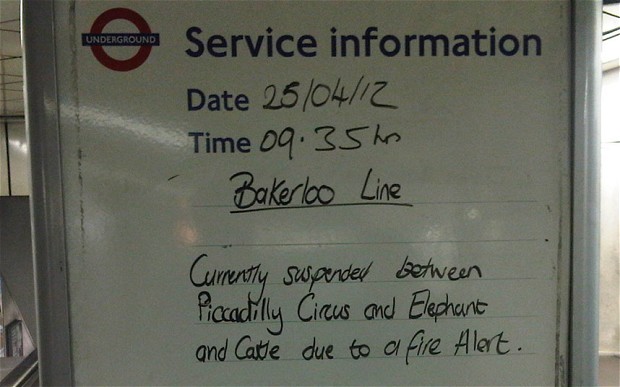 UNDERGROUND
Service information
Date 25/04/12
Time 09.35hrs
Bakerloo Line
Currently suspended between
Piccadilly Circus and Elephant
and Castle due to a fire Alert.